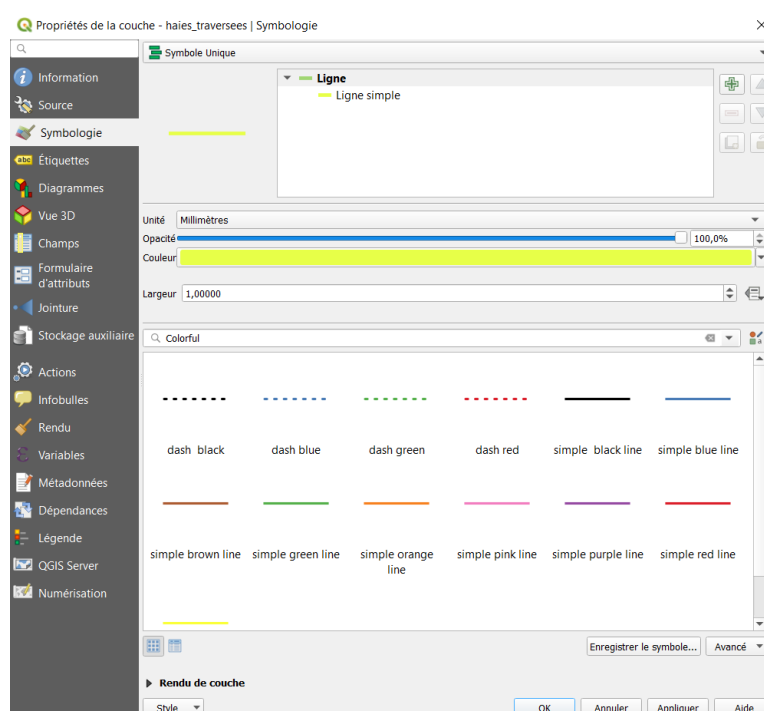 Propriétés de la couche - haies_traversees | Symbologie
Symbole Unique
Information
Source
Symbologie
abc Étiquettes
Diagrammes
Vue 3D
Champs
Formulaire
d'attributs
Jointure
Stockage auxiliaire
Actions
Infobulles
Rendu
Variables
Métadonnées
Dépendances
Légende
QGIS Server
Numérisation
Ligne
Ligne simple
Unité Millimètres
Opacité 100,0%
Couleur
Largeur 1,00000
Colorful
dash black dash blue dash green dash red simple black line simple blue line
simple brown line simple green line simple orange line simple pink line simple purple line simple red line
Enregistrer le symbole... Avancé
Rendu de couche
Style OK Annuler Appliquer Aide